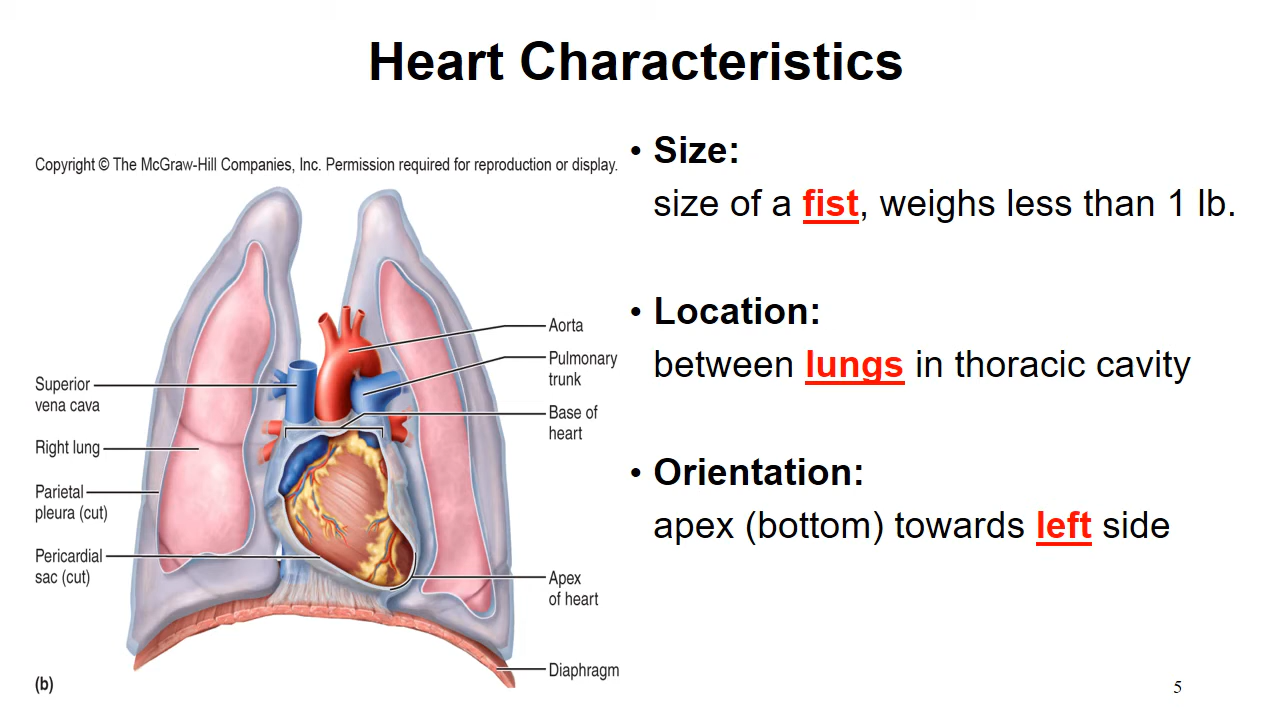 Heart Characteristics
Copyright © The McGraw-Hill Companies, Inc. Permission required for reproduction or display.
Aorta
Pulmonary
trunk
Superior
vena cava
Base of
heart
Right lung
Parietal
pleura (cut)
Pericardial
sac (cut)
Apex
of heart
Diaphragm
(b)
• Size:
size of a fist, weighs less than 1 lb.
• Location:
between lungs in thoracic cavity
• Orientation:
apex (bottom) towards left side
5